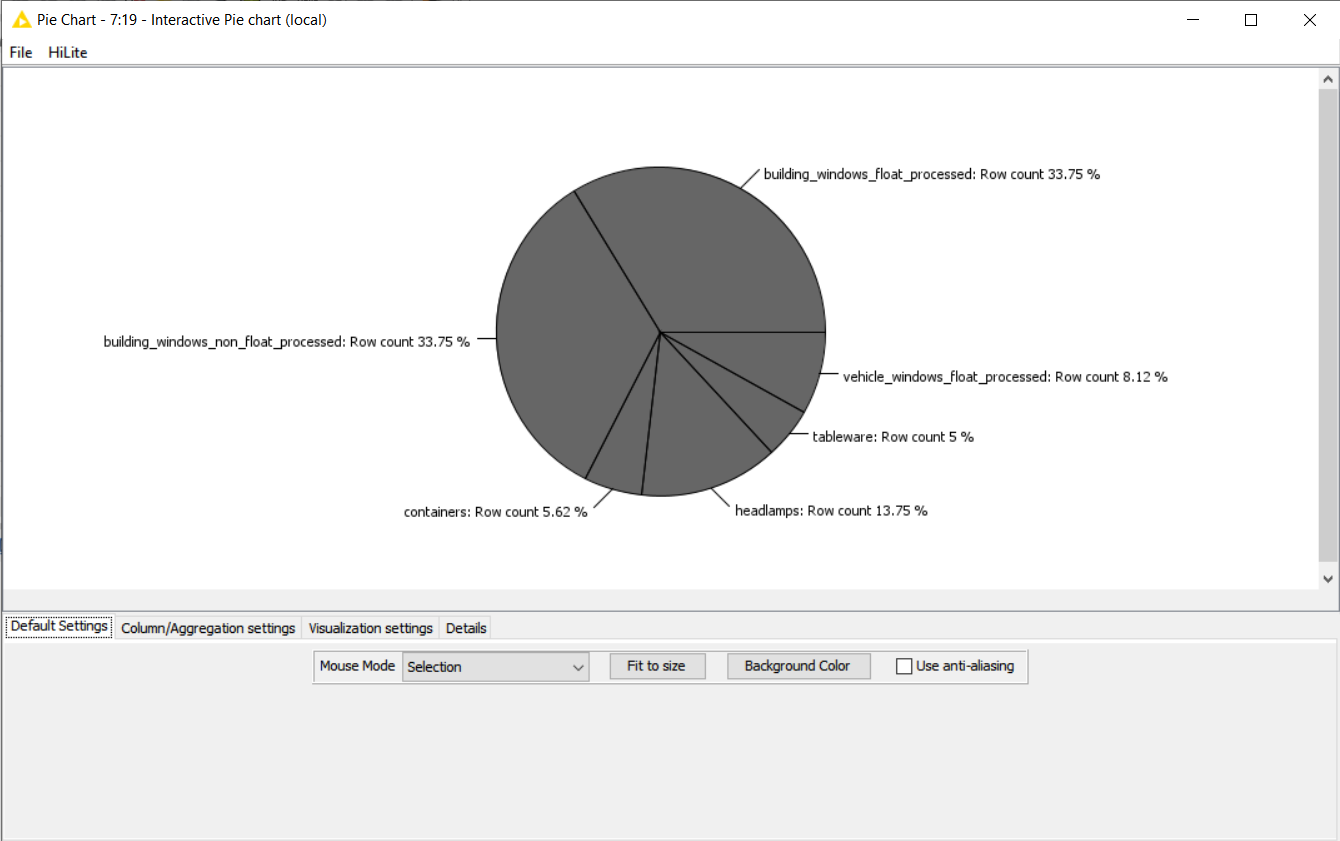 Pie Chart - 7:19 - Interactive Pie chart (local)
File HiLite
building_windows_float_processed: Row count 33.75 %
building_windows_non_float_processed: Row count 33.75 %
vehicle_windows_float_processed: Row count 8.12 %
tableware: Row count 5 %
containers: Row count 5.62 %
headlamps: Row count 13.75 %
Default Settings Column/Aggregation settings Visualization settings Details
Mouse Mode Selection Fit to size Background Color Use anti-aliasing